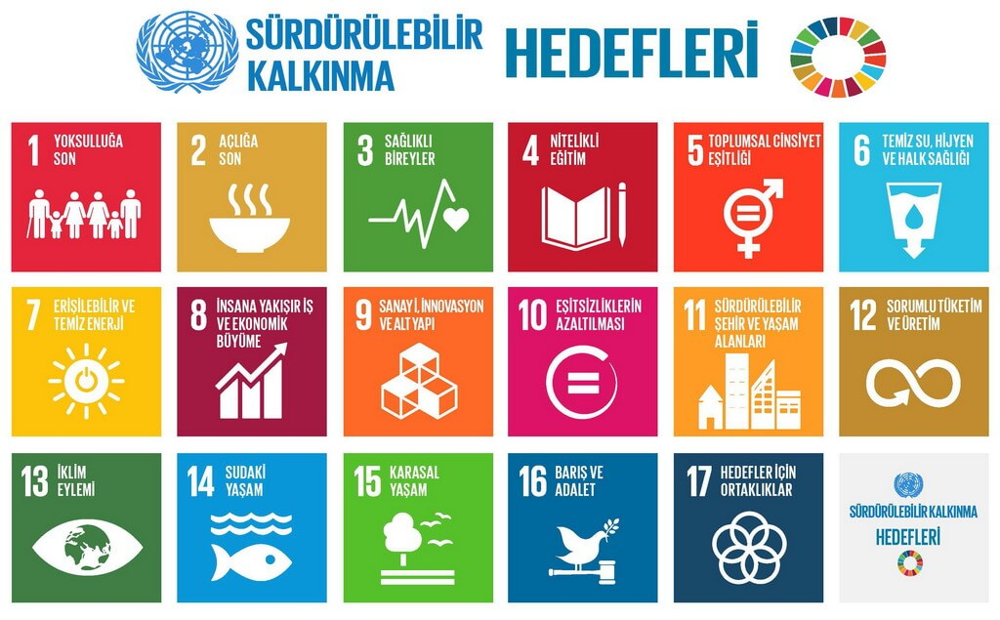 SÜRDÜRÜLEBİLİR
KALKINMA
HEDEFLERİ
1 YOKSULLUĞA
SON
2 AÇLIĞA
SON
3 SAĞLIKLI
BİREYLER
4 NİTELİKLİ
EĞİTİM
5 TOPLUMSAL CİNSİYET
EŞİTLİĞİ
6 TEMİZ SU, HİJYEN
VE HALK SAĞLIĞI
7 ERİŞİLEBİLİR VE
TEMİZ ENERJİ
8 İNSANA YAKIŞIR İŞ
VE EKONOMİK
BÜYÜME
9 SANAYİ, İNNOVASYON
VE ALT YAPI
10 EŞİTSİZLİKLERİN
AZALTILMASI
11 SÜRDÜRÜLEBİLİR
ŞEHİR VE YAŞAM
ALANLARI
12 SORUMLU TÜKETİM
VE ÜRETİM
13 İKLİM
EYLEMİ
14 SUDAKİ
YAŞAM
15 KARASAL
YAŞAM
16 BARIŞ VE
ADALET
17 HEDEFLER İÇİN
ORTAKLIKLAR
SÜRDÜRÜLEBİLİR KALKINMA
HEDEFLERİ